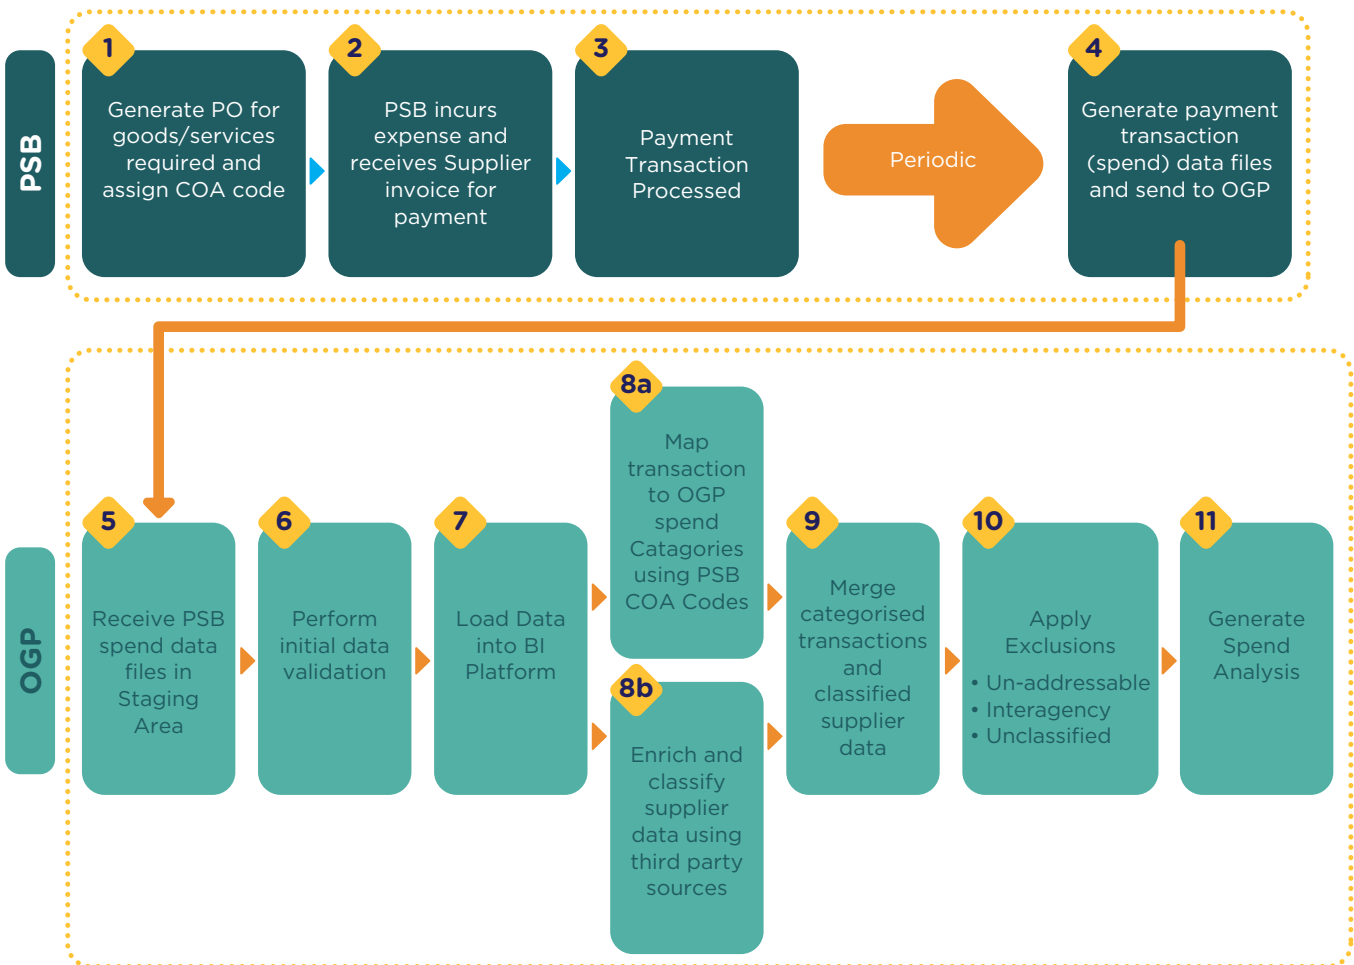 PSB
1
Generate PO for
goods/services
required and
assign COA code
2
PSB incurs
expense and
receives Supplier
invoice for
payment
3
Payment
Transaction
Processed
Periodic
4
Generate payment
transaction
(spend) data files
and send to OGP
OGP
5
Receive PSB
spend data
files in
Staging
Area
6
Perform
initial data
validation
7
Load Data
into BI
Platform
8a
Map
transaction
to OGP
spend
Catagories
using PSB
COA Codes
8b
Enrich and
classify
supplier
data using
third party
sources
9
Merge
categorised
transactions
and
classified
supplier
data
10
Apply
Exclusions
• Un-addressable
• Interagency
• Unclassified
11
Generate
Spend
Analysis